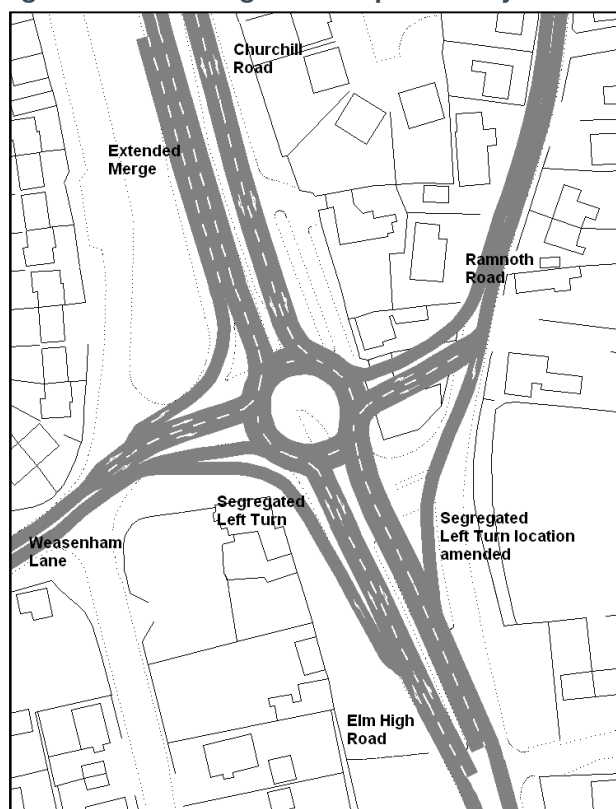 Churchill
Road
Extended
Merge
Ramnoth
Road
Segregated
Left Turn
Segregated
Left Turn location
amended
Weasenham
Lane
Elm High
Road